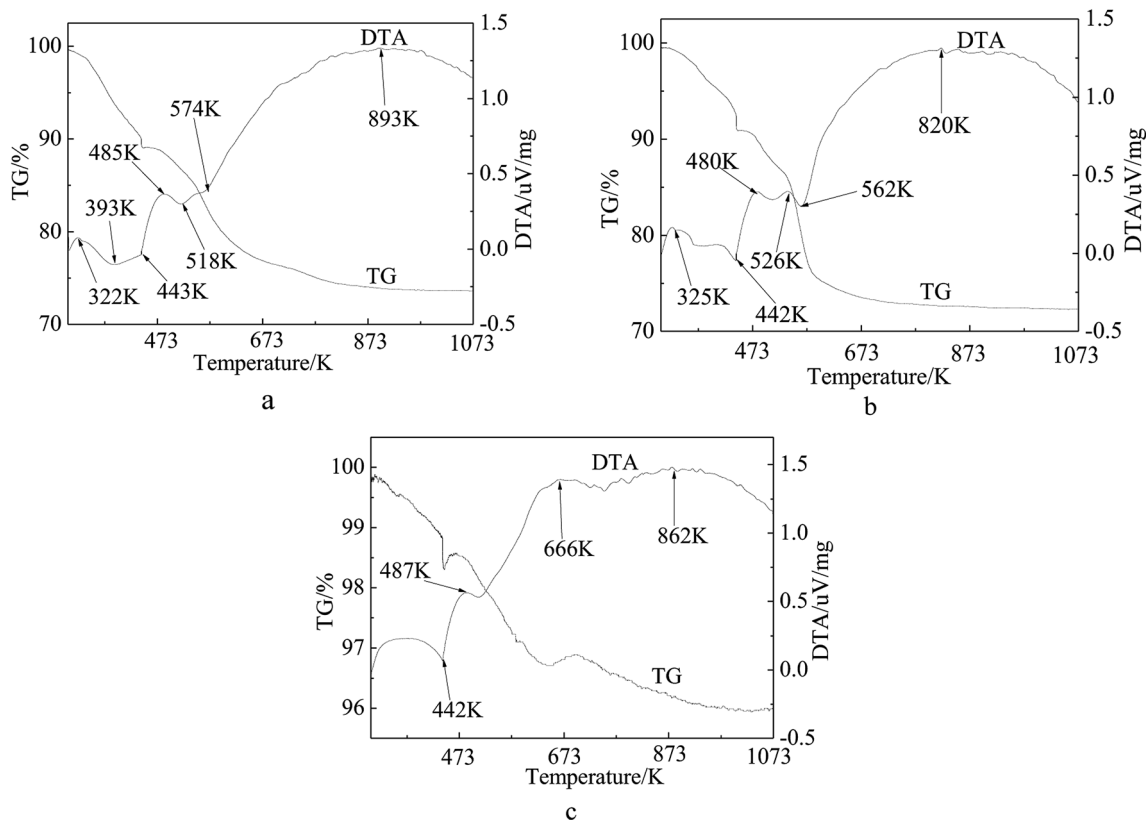 100
90
80
70
TG/%
DTA
574K
893K
485K
393K
518K
322K
443K
TG
1.5
1.0
0.5
0.0
-0.5
DTA/uV/mg
473
673
873
1073
Temperature/K
a
100
90
80
70
TG/%
DTA
820K
480K
562K
526K
325K
442K
TG
1.5
1.0
0.5
0.0
-0.5
DTA/uV/mg
473
673
873
1073
Temperature/K
b
100
99
98
97
96
TG/%
DTA
666K
862K
487K
442K
TG
1.5
1.0
0.5
0.0
-0.5
DTA/uV/mg
473
673
873
1073
Temperature/K
c